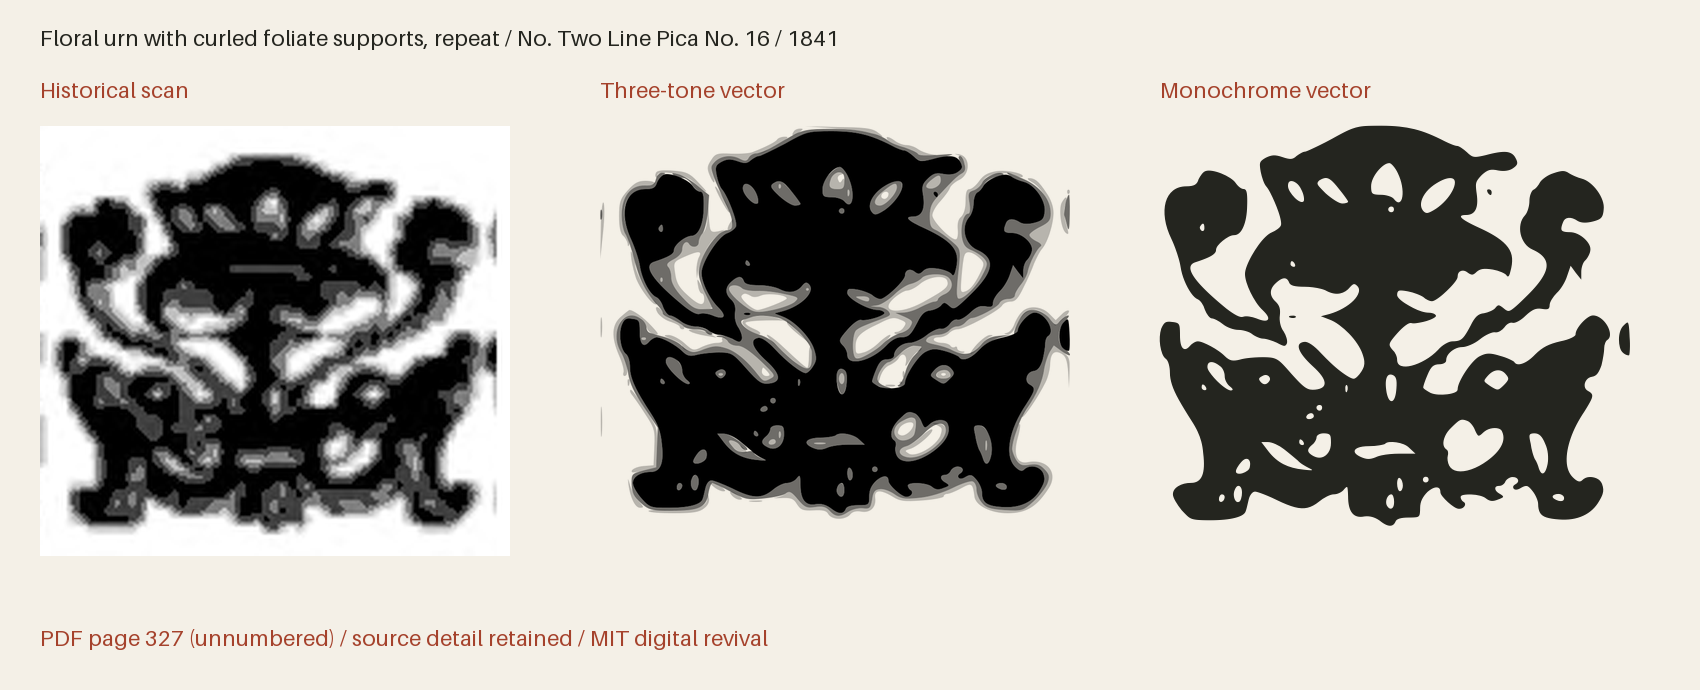 Floral urn with curled foliate supports, repeat / No. Two Line Pica No. 16 / 1841
Historical scan
Three-tone vector
Monochrome vector
PDF page 327 (unnumbered) / source detail retained / MIT digital revival